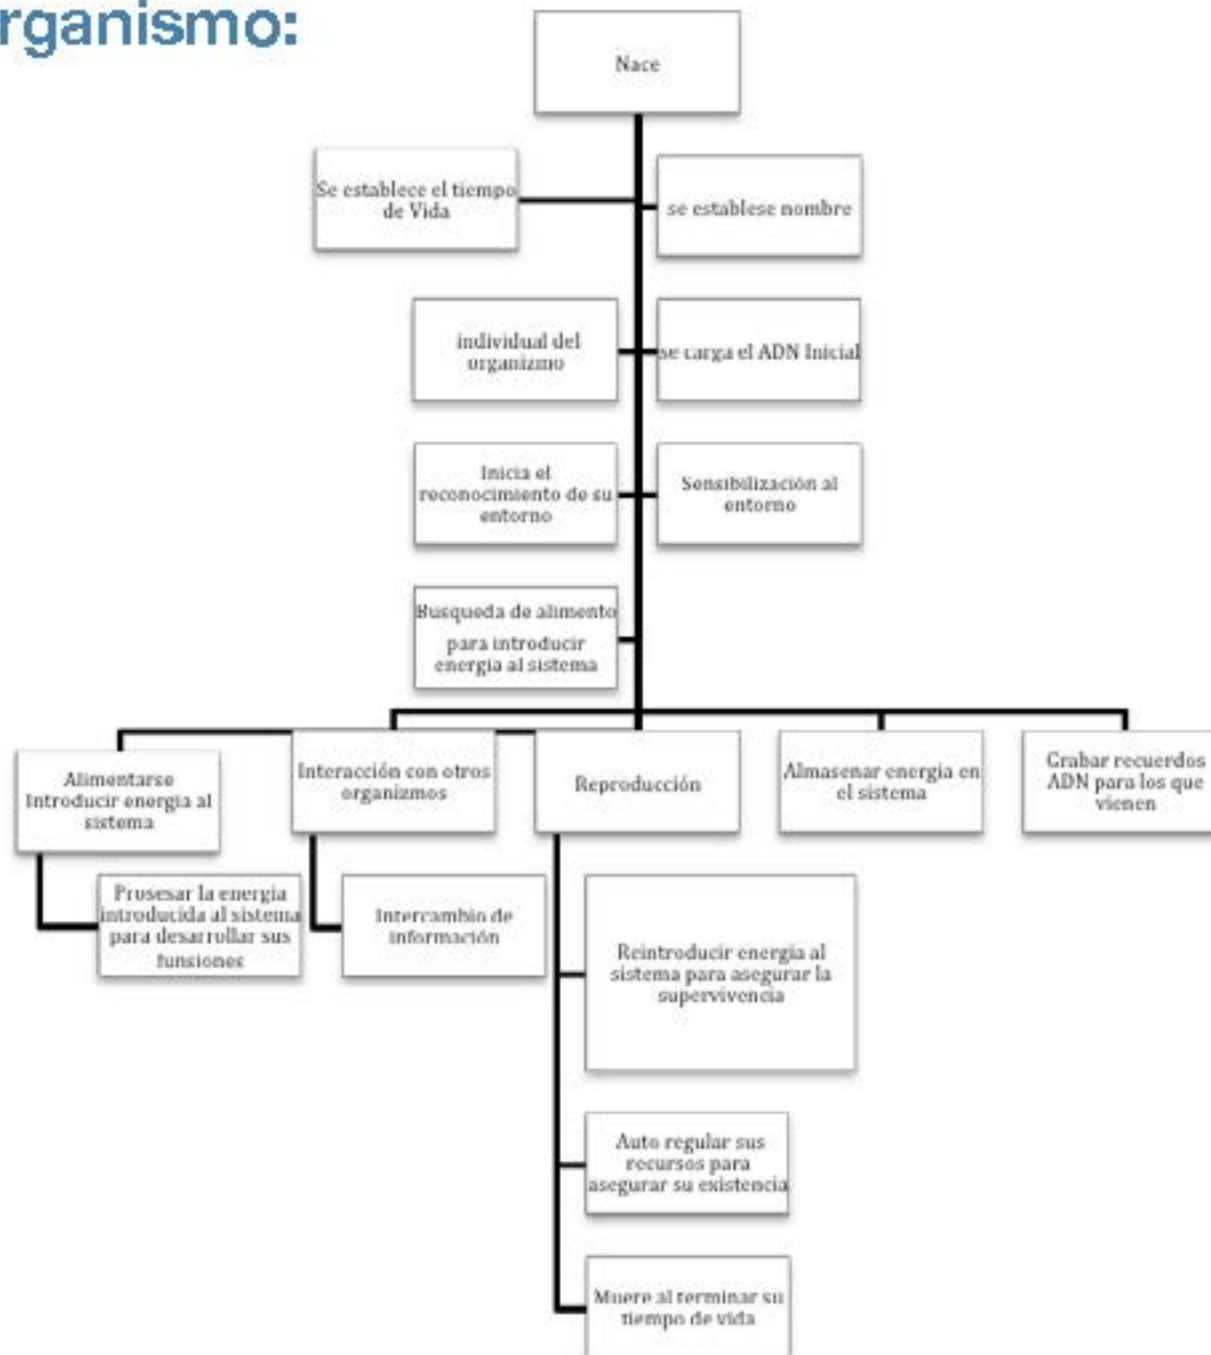 rganismo:
Nace
Se establece el tiempo
de Vida
se establese nombre
individual del
organizmo
se carga el ADN Inicial
Inicia el
reconocimiento de su
entorno
Sensibilización al
entorno
Busqueda de alimento
para introducir
energia al sistema
Alimentarse
Introducir energia al
sistema
Interacción con otros
organizmos
Reproducción
Almasenar energia en
el sistema
Grabar recuerdos
ADN para los que
vienen
Prosesar la energia
introducida al sistema
para desarrollar sus
funsiones
Intercambio de
información
Reintroducir energia al
sistema para asegurar la
supervivencia
Auto regular sus
recursos para
asegurar su existencia
Muere al terminar su
tiempo de vida